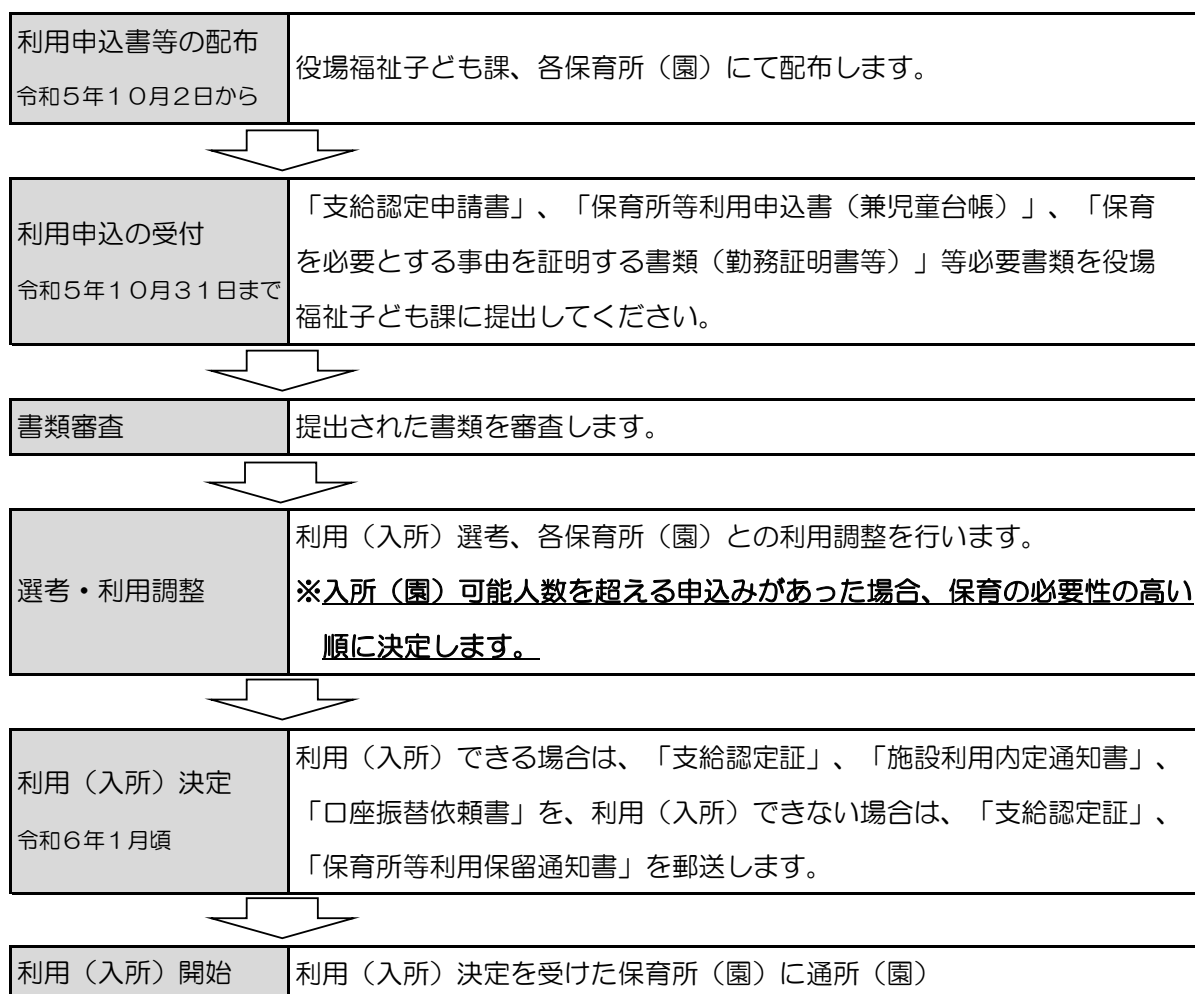 利用申込書等の配布
令和５年１０月２日から
役場福祉子ども課、各保育所（園）にて配布します。
利用申込の受付
令和５年１０月３１日まで
「支給認定申請書」、「保育所等利用申込書（兼児童台帳）」、「保育
を必要とする事由を証明する書類（勤務証明書等）」等必要書類を役場
福祉子ども課に提出してください。
書類審査
提出された書類を審査します。
選考・利用調整
利用（入所）選考、各保育所（園）との利用調整を行います。
※入所（園）可能人数を超える申込みがあった場合、保育の必要性の高い
順に決定します。
利用（入所）決定
令和６年１月頃
利用（入所）できる場合は、「支給認定証」、「施設利用内定通知書」、
「口座振替依頼書」を、利用（入所）できない場合は、「支給認定証」、
「保育所等利用保留通知書」を郵送します。
利用（入所）開始
利用（入所）決定を受けた保育所（園）に通所（園）